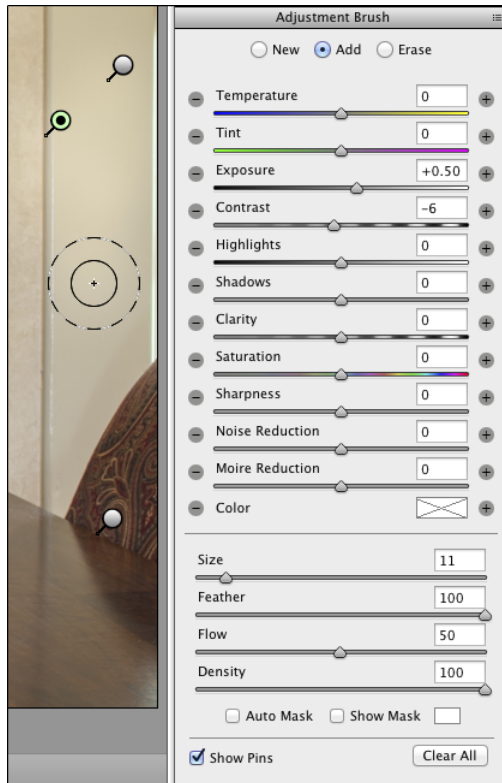 Adjustment Brush
New Add Erase
Temperature 0
Tint 0
Exposure +0.50
Contrast -6
Highlights 0
Shadows 0
Clarity 0
Saturation 0
Sharpness 0
Noise Reduction 0
Moire Reduction 0
Color
Size 11
Feather 100
Flow 50
Density 100
Auto Mask Show Mask
Show Pins Clear All